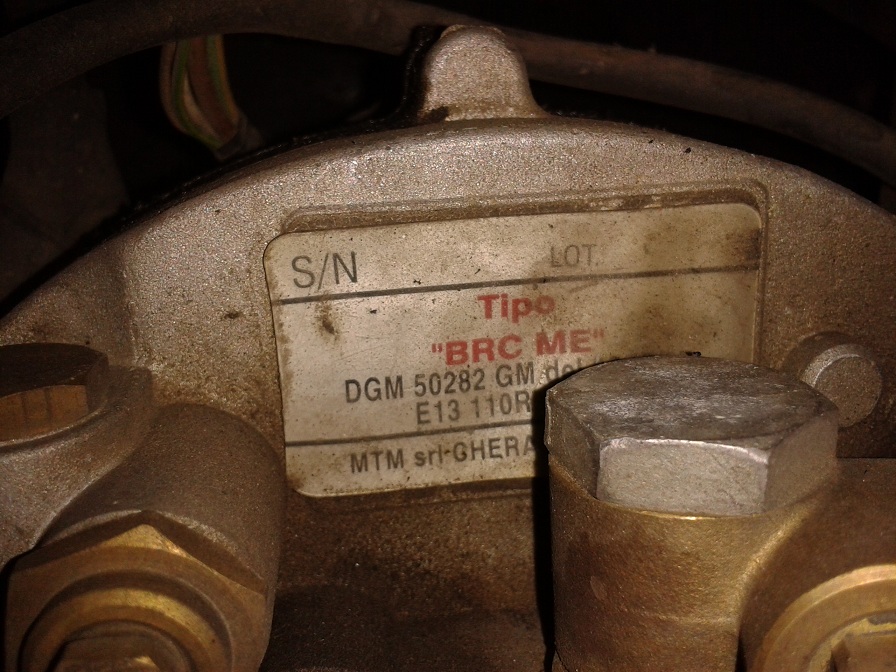 S/N LOT.
Tipo
"BRC ME"
DGM 50282 GM
E13 110R
MTM srl-GHERA